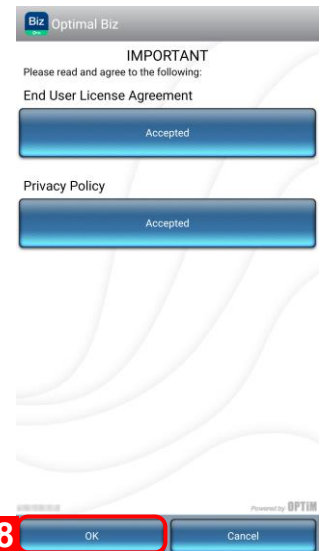 Biz
One
Optimal Biz
IMPORTANT
Please read and agree to the following:
End User License Agreement
Accepted
Privacy Policy
Accepted
Powered by OPTiM
8
OK
Cancel